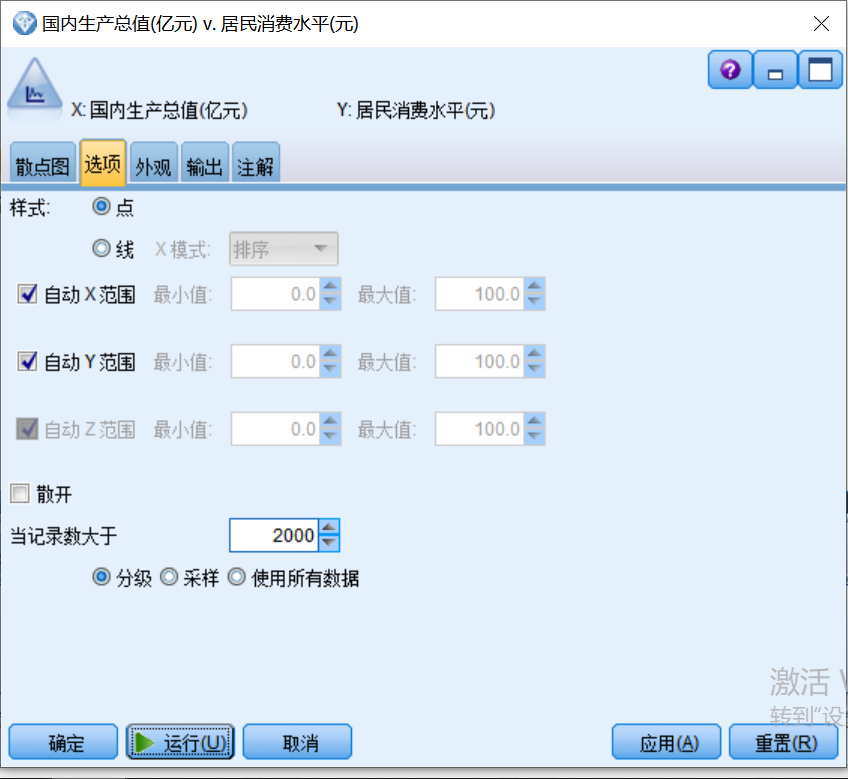 国内生产总值(亿元) v. 居民消费水平(元)
X: 国内生产总值(亿元) Y: 居民消费水平(元)
散点图 选项 外观 输出 注解
样式: 点
线 X 模式: 排序
自动 X 范围 最小值: 0.0 最大值: 100.0
自动 Y 范围 最小值: 0.0 最大值: 100.0
自动 Z 范围 最小值: 0.0 最大值: 100.0
散开
当记录数大于 2000
分级 采样 使用所有数据
激活
转到"设
确定 运行(U) 取消 应用(A) 重置(R)